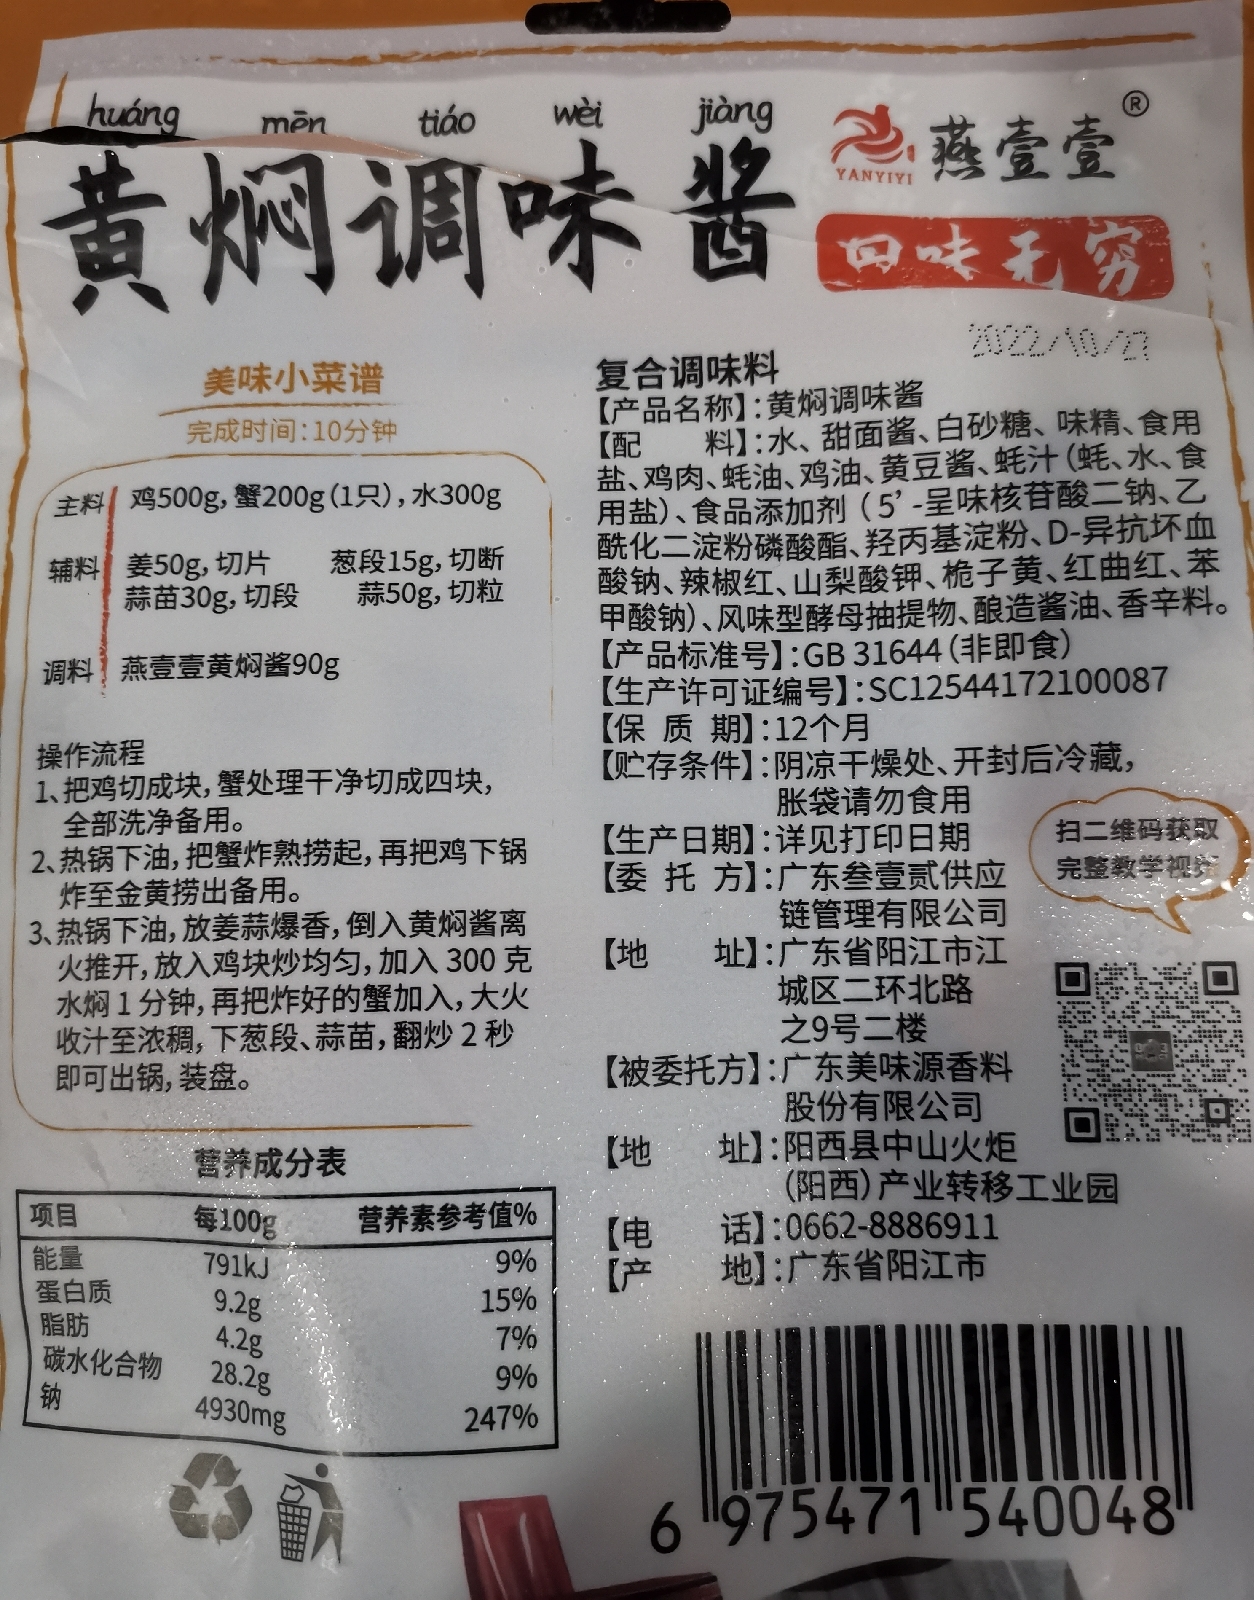 huáng mēn tiáo wèi jiàng
黄焖调味酱
®
YANYIYI
燕壹壹
回味无穷
2022/10/27
美味小菜谱
完成时间:10分钟
主料 鸡500g,蟹200g(1只),水300g
辅料 姜50g,切片 葱段15g,切断
蒜苗30g,切段 蒜50g,切粒
调料 燕壹壹黄焖酱90g
操作流程
1、把鸡切成块,蟹处理干净切成四块,
全部洗净备用。
2、热锅下油,把蟹炸熟捞起,再把鸡下锅
炸至金黄捞出备用。
3、热锅下油,放姜蒜爆香,倒入黄焖酱离
火推开,放入鸡块炒均匀,加入 300 克
水焖 1 分钟,再把炸好的蟹加入,大火
收汁至浓稠,下葱段、蒜苗,翻炒 2 秒
即可出锅,装盘。
营养成分表
项目 每100g 营养素参考值%
能量 791kJ 9%
蛋白质 9.2g 15%
脂肪 4.2g 7%
碳水化合物 28.2g 9%
钠 4930mg 247%
复合调味料
【产品名称】:黄焖调味酱
【配 料】:水、甜面酱、白砂糖、味精、食用
盐、鸡肉、蚝油、鸡油、黄豆酱、蚝汁(蚝、水、食
用盐)、食品添加剂(5'-呈味核苷酸二钠、乙
酰化二淀粉磷酸酯、羟丙基淀粉、D-异抗坏血
酸钠、辣椒红、山梨酸钾、栀子黄、红曲红、苯
甲酸钠)、风味型酵母抽提物、酿造酱油、香辛料。
【产品标准号】:GB 31644(非即食)
【生产许可证编号】:SC12544172100087
【保 质 期】:12个月
【贮存条件】:阴凉干燥处、开封后冷藏,
胀袋请勿食用
【生产日期】:详见打印日期
【委 托 方】:广东叁壹贰供应
链管理有限公司
【地 址】:广东省阳江市江
城区二环北路
之9号二楼
【被委托方】:广东美味源香料
股份有限公司
【地 址】:阳西县中山火炬
(阳西)产业转移工业园
【电 话】:0662-8886911
【产 地】:广东省阳江市
扫二维码获取
完整教学视频
6 975471 540048